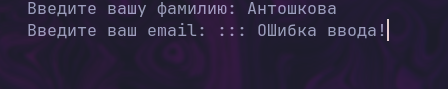 Введите вашу фамилию: Антошкова
Введите ваш email: ::: ОШибка ввода!